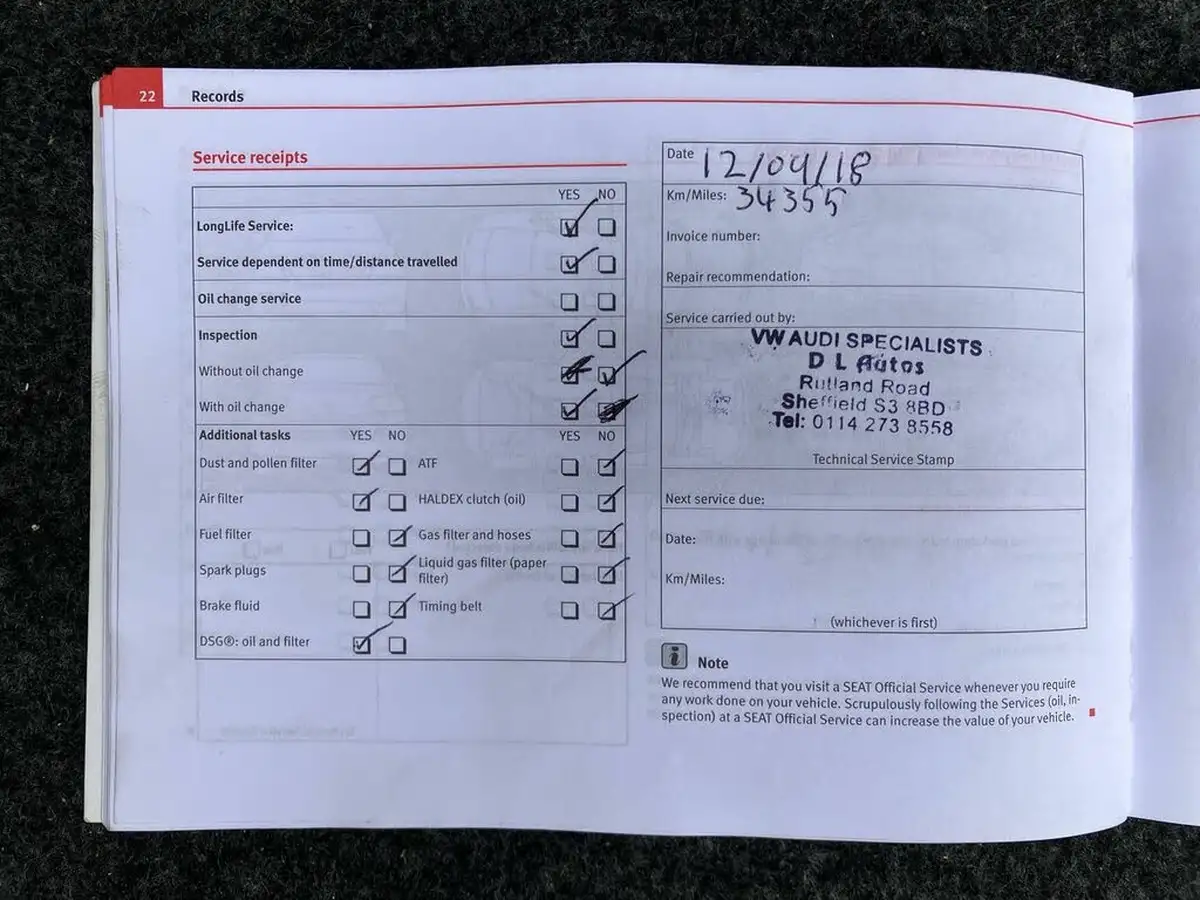 22 Records
Service receipts
YES NO
LongLife Service:
Service dependent on time/distance travelled
Oil change service
Inspection
Without oil change
With oil change
Additional tasks YES NO YES NO
Dust and pollen filter ATF
Air filter HALDEX clutch (oil)
Fuel filter Gas filter and hoses
Spark plugs Liquid gas filter (paper
filter)
Brake fluid Timing belt
DSG®: oil and filter
Date 12/04/18
Km/Miles: 34355
Invoice number:
Repair recommendation:
Service carried out by:
VW AUDI SPECIALISTS
D L Autos
Rutland Road
Sheffield S3 8BD
Tel: 0114 273 8558
Technical Service Stamp
Next service due:
Date:
Km/Miles:
(whichever is first)
i Note
We recommend that you visit a SEAT Official Service whenever you require
any work done on your vehicle. Scrupulously following the Services (oil, in-
spection) at a SEAT Official Service can increase the value of your vehicle.